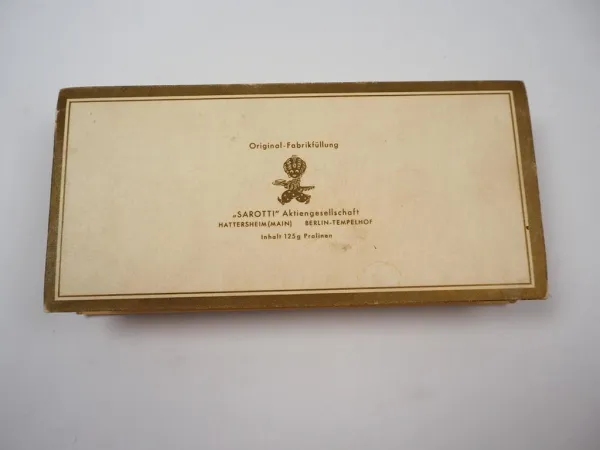 Original-Fabrikfüllung
„SAROTTI" Aktiengesellschaft
HATTERSHEIM(MAIN) BERLIN-TEMPELHOF
Inhalt 125g Pralinen